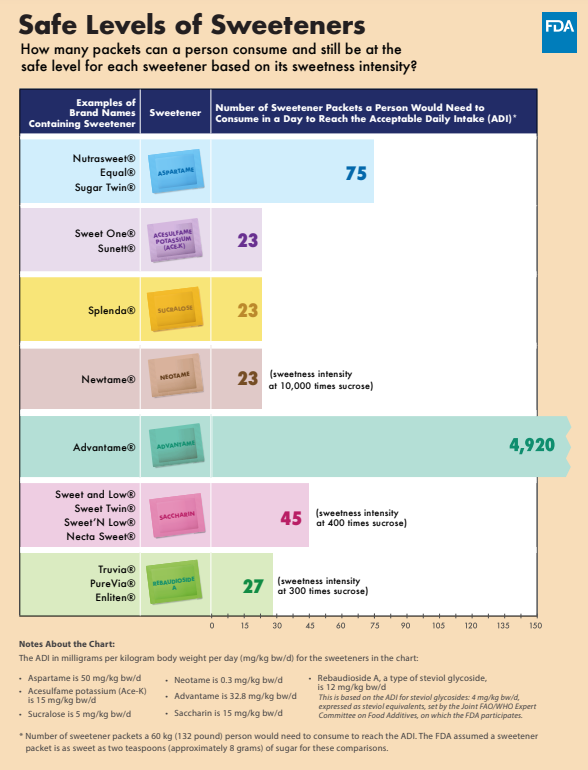 Safe Levels of Sweeteners
FDA
How many packets can a person consume and still be at the
safe level for each sweetener based on its sweetness intensity?
Examples of
Brand Names
Containing Sweetener
Sweetener
Number of Sweetener Packets a Person Would Need to
Consume in a Day to Reach the Acceptable Daily Intake (ADI)*
Nutrasweet®
Equal®
Sugar Twin®
ASPARTAME
75
Sweet One®
Sunett®
ACESULFAME
POTASSIUM
(ACE-K)
23
Splenda®
SUCRALOSE
23
Newtame®
NEOTAME
23
(sweetness intensity
at 10,000 times sucrose)
Advantame®
ADVANTAME
4,920
Sweet and Low®
Sweet Twin®
Sweet'N Low®
Necta Sweet®
SACCHARIN
45
(sweetness intensity
at 400 times sucrose)
Truvia®
PureVia®
Enliten®
REBAUDIOSIDE
A
27
(sweetness intensity
at 300 times sucrose)
0 15 30 45 60 75 90 105 120 135 150
Notes About the Chart:
The ADI in milligrams per kilogram body weight per day (mg/kg bw/d) for the sweeteners in the chart:
• Aspartame is 50 mg/kg bw/d
• Acesulfame potassium (Ace-K)
is 15 mg/kg bw/d
• Sucralose is 5 mg/kg bw/d
• Neotame is 0.3 mg/kg bw/d
• Advantame is 32.8 mg/kg bw/d
• Saccharin is 15 mg/kg bw/d
• Rebaudioside A, a type of steviol glycoside,
is 12 mg/kg bw/d
This is based on the ADI for steviol glycosides: 4 mg/kg bw/d,
expressed as steviol equivalents, set by the Joint FAO/WHO Expert
Committee on Food Additives, on which the FDA participates.
* Number of sweetener packets a 60 kg (132 pound) person would need to consume to reach the ADI. The FDA assumed a sweetener
packet is as sweet as two teaspoons (approximately 8 grams) of sugar for these comparisons.